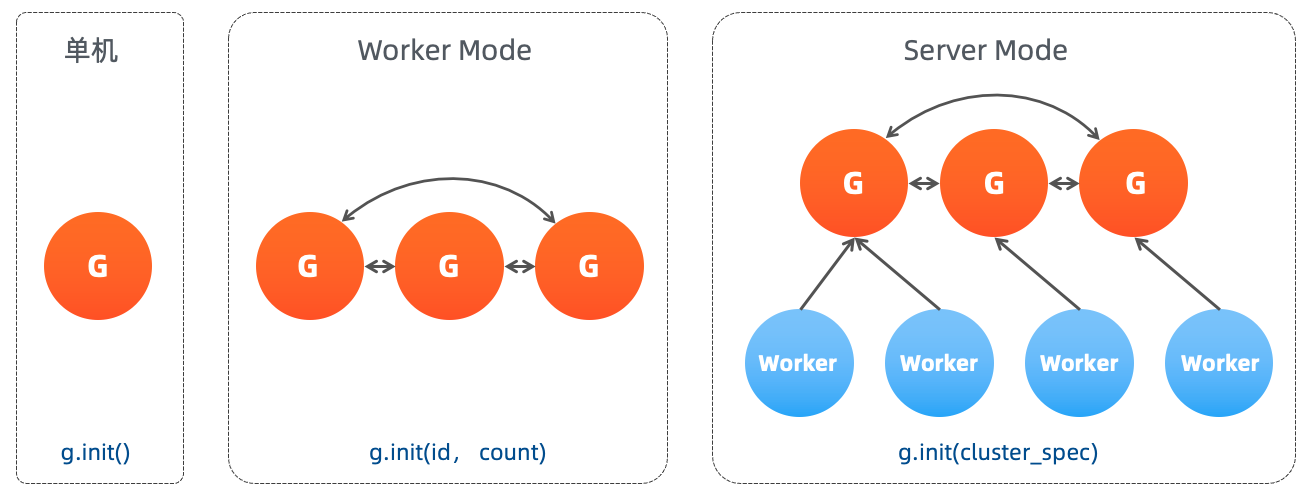 单机
G
g.init()
Worker Mode
G G G
g.init(id， count)
Server Mode
G G G
Worker Worker Worker Worker
g.init(cluster_spec)